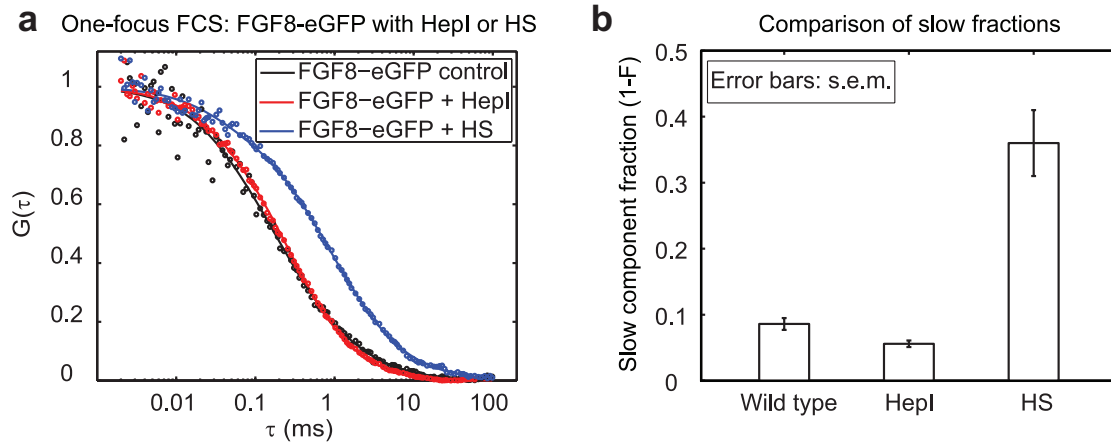 a
One-focus FCS: FGF8-eGFP with HepI or HS
FGF8−eGFP control
FGF8−eGFP + HepI
FGF8−eGFP + HS
G(τ)
1
0.8
0.6
0.4
0.2
0
0.01 0.1 1 10 100
τ (ms)
b
Comparison of slow fractions
Error bars: s.e.m.
Slow component fraction (1-F)
0.5
0.4
0.3
0.2
0.1
0
Wild type HepI HS